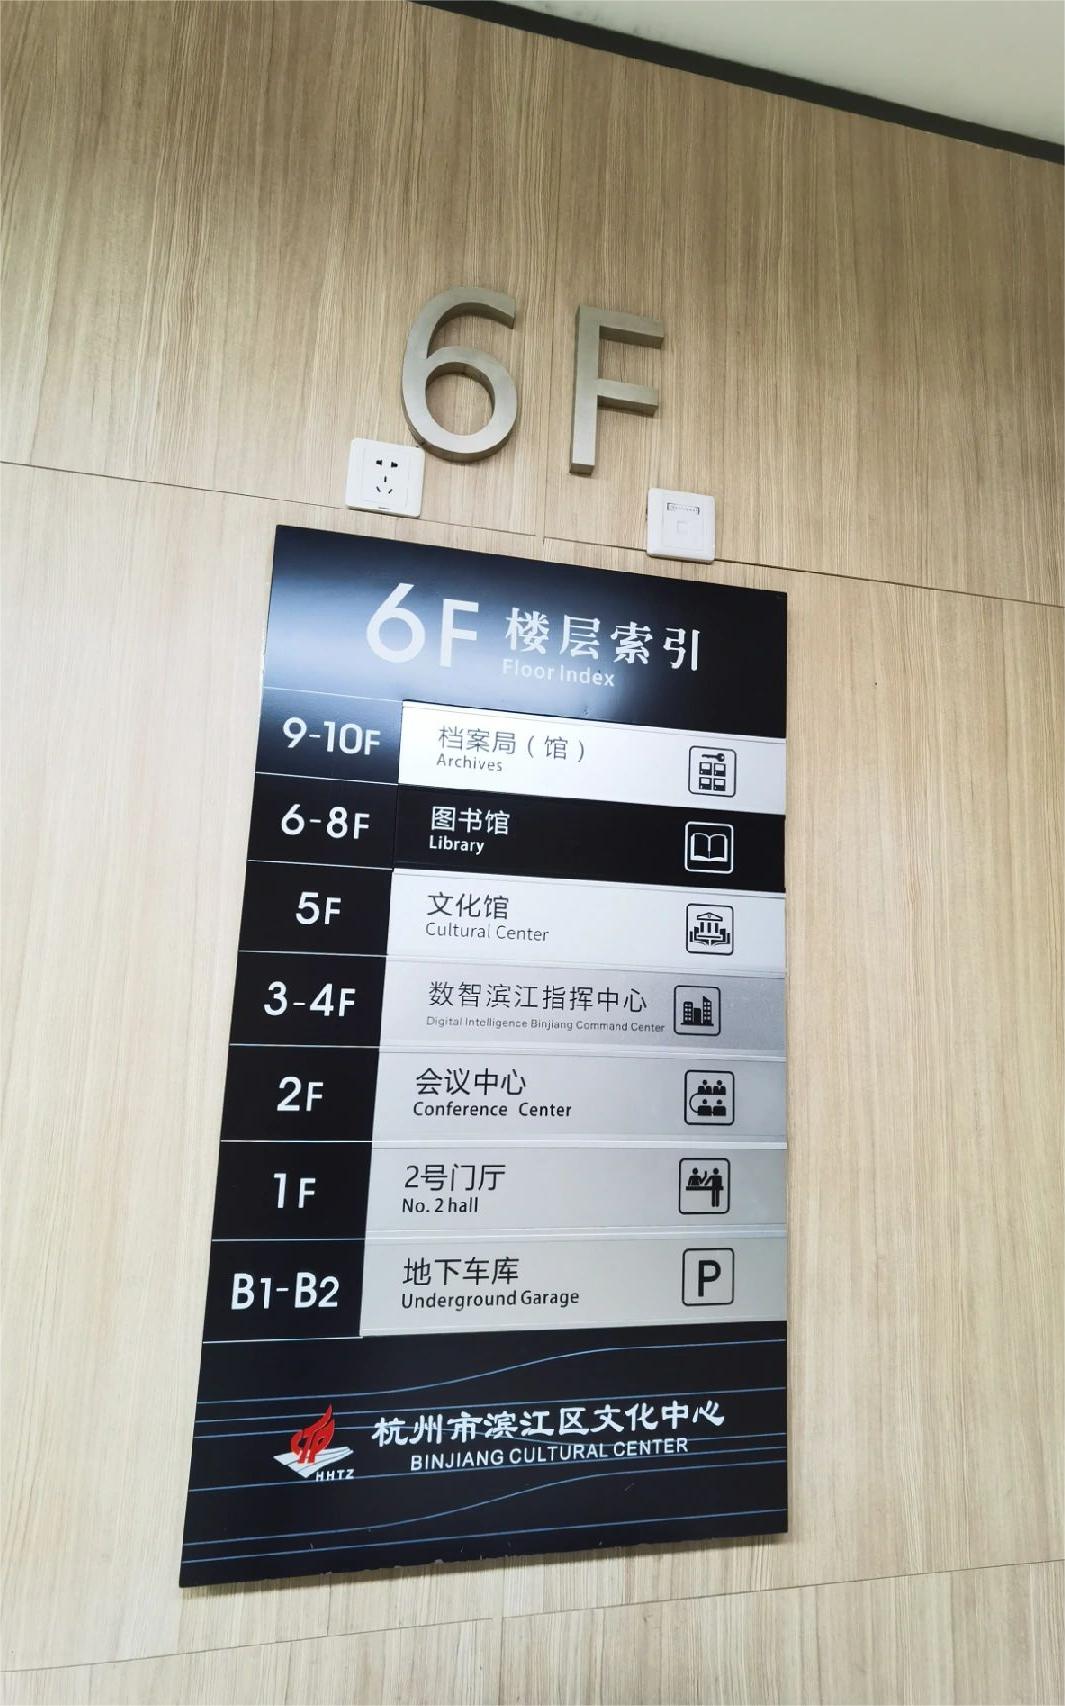 6F
6F 楼层索引
Floor Index
9-10F 档案局（馆）
Archives
6-8F 图书馆
Library
5F 文化馆
Cultural Center
3-4F 数智滨江指挥中心
Digital Intelligence Binjiang Command Center
2F 会议中心
Conference Center
1F 2号门厅
No. 2 hall
B1-B2 地下车库
Underground Garage
P
杭州市滨江区文化中心
BINJIANG CULTURAL CENTER
HHTZ